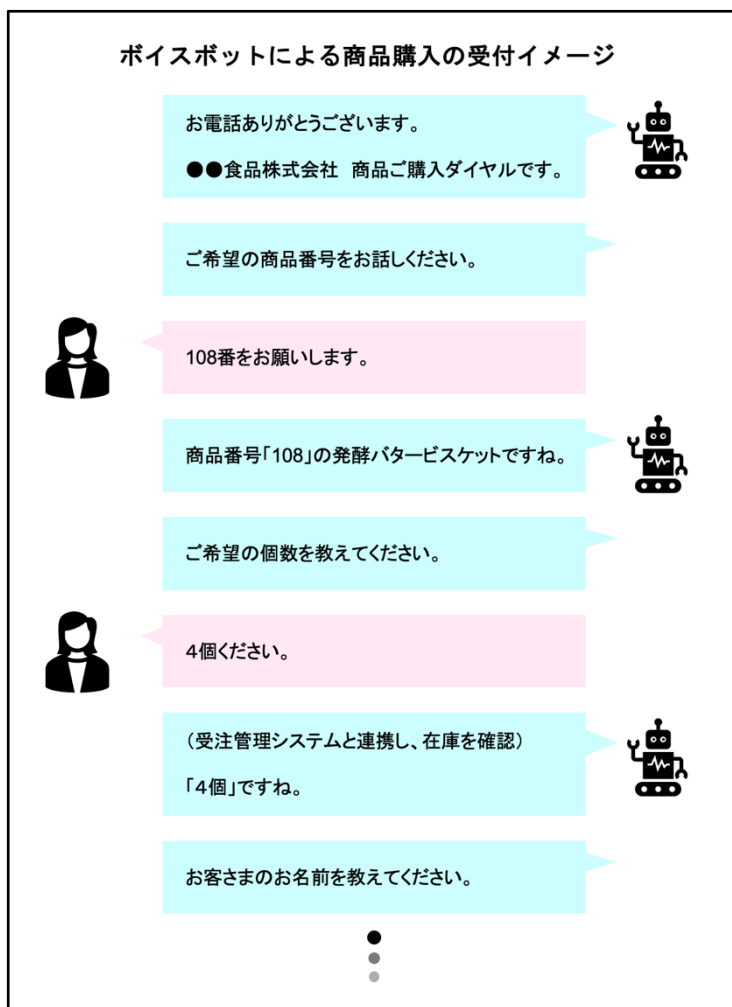 ボイスボットによる商品購入の受付イメージ
お電話ありがとうございます。
●●食品株式会社 商品ご購入ダイヤルです。
ご希望の商品番号をお話しください。
108番をお願いします。
商品番号「108」の発酵バタービスケットですね。
ご希望の個数を教えてください。
4個ください。
（受注管理システムと連携し、在庫を確認）
「4個」ですね。
お客さまのお名前を教えてください。